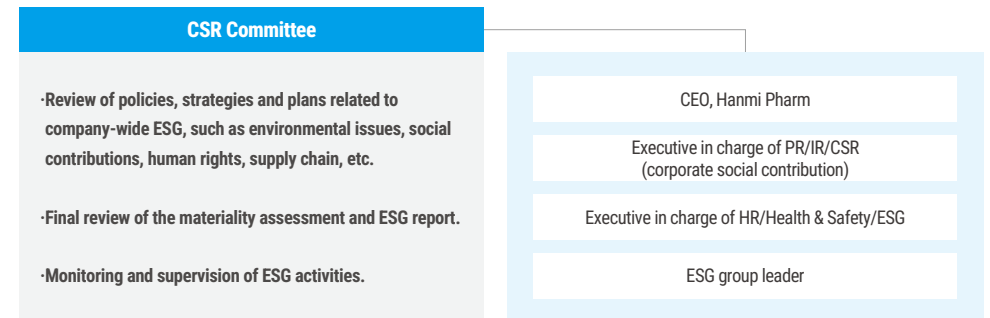 CSR Committee
·Review of policies, strategies and plans related to
company-wide ESG, such as environmental issues, social
contributions, human rights, supply chain, etc.
·Final review of the materiality assessment and ESG report.
·Monitoring and supervision of ESG activities.
CEO, Hanmi Pharm
Executive in charge of PR/IR/CSR
(corporate social contribution)
Executive in charge of HR/Health & Safety/ESG
ESG group leader